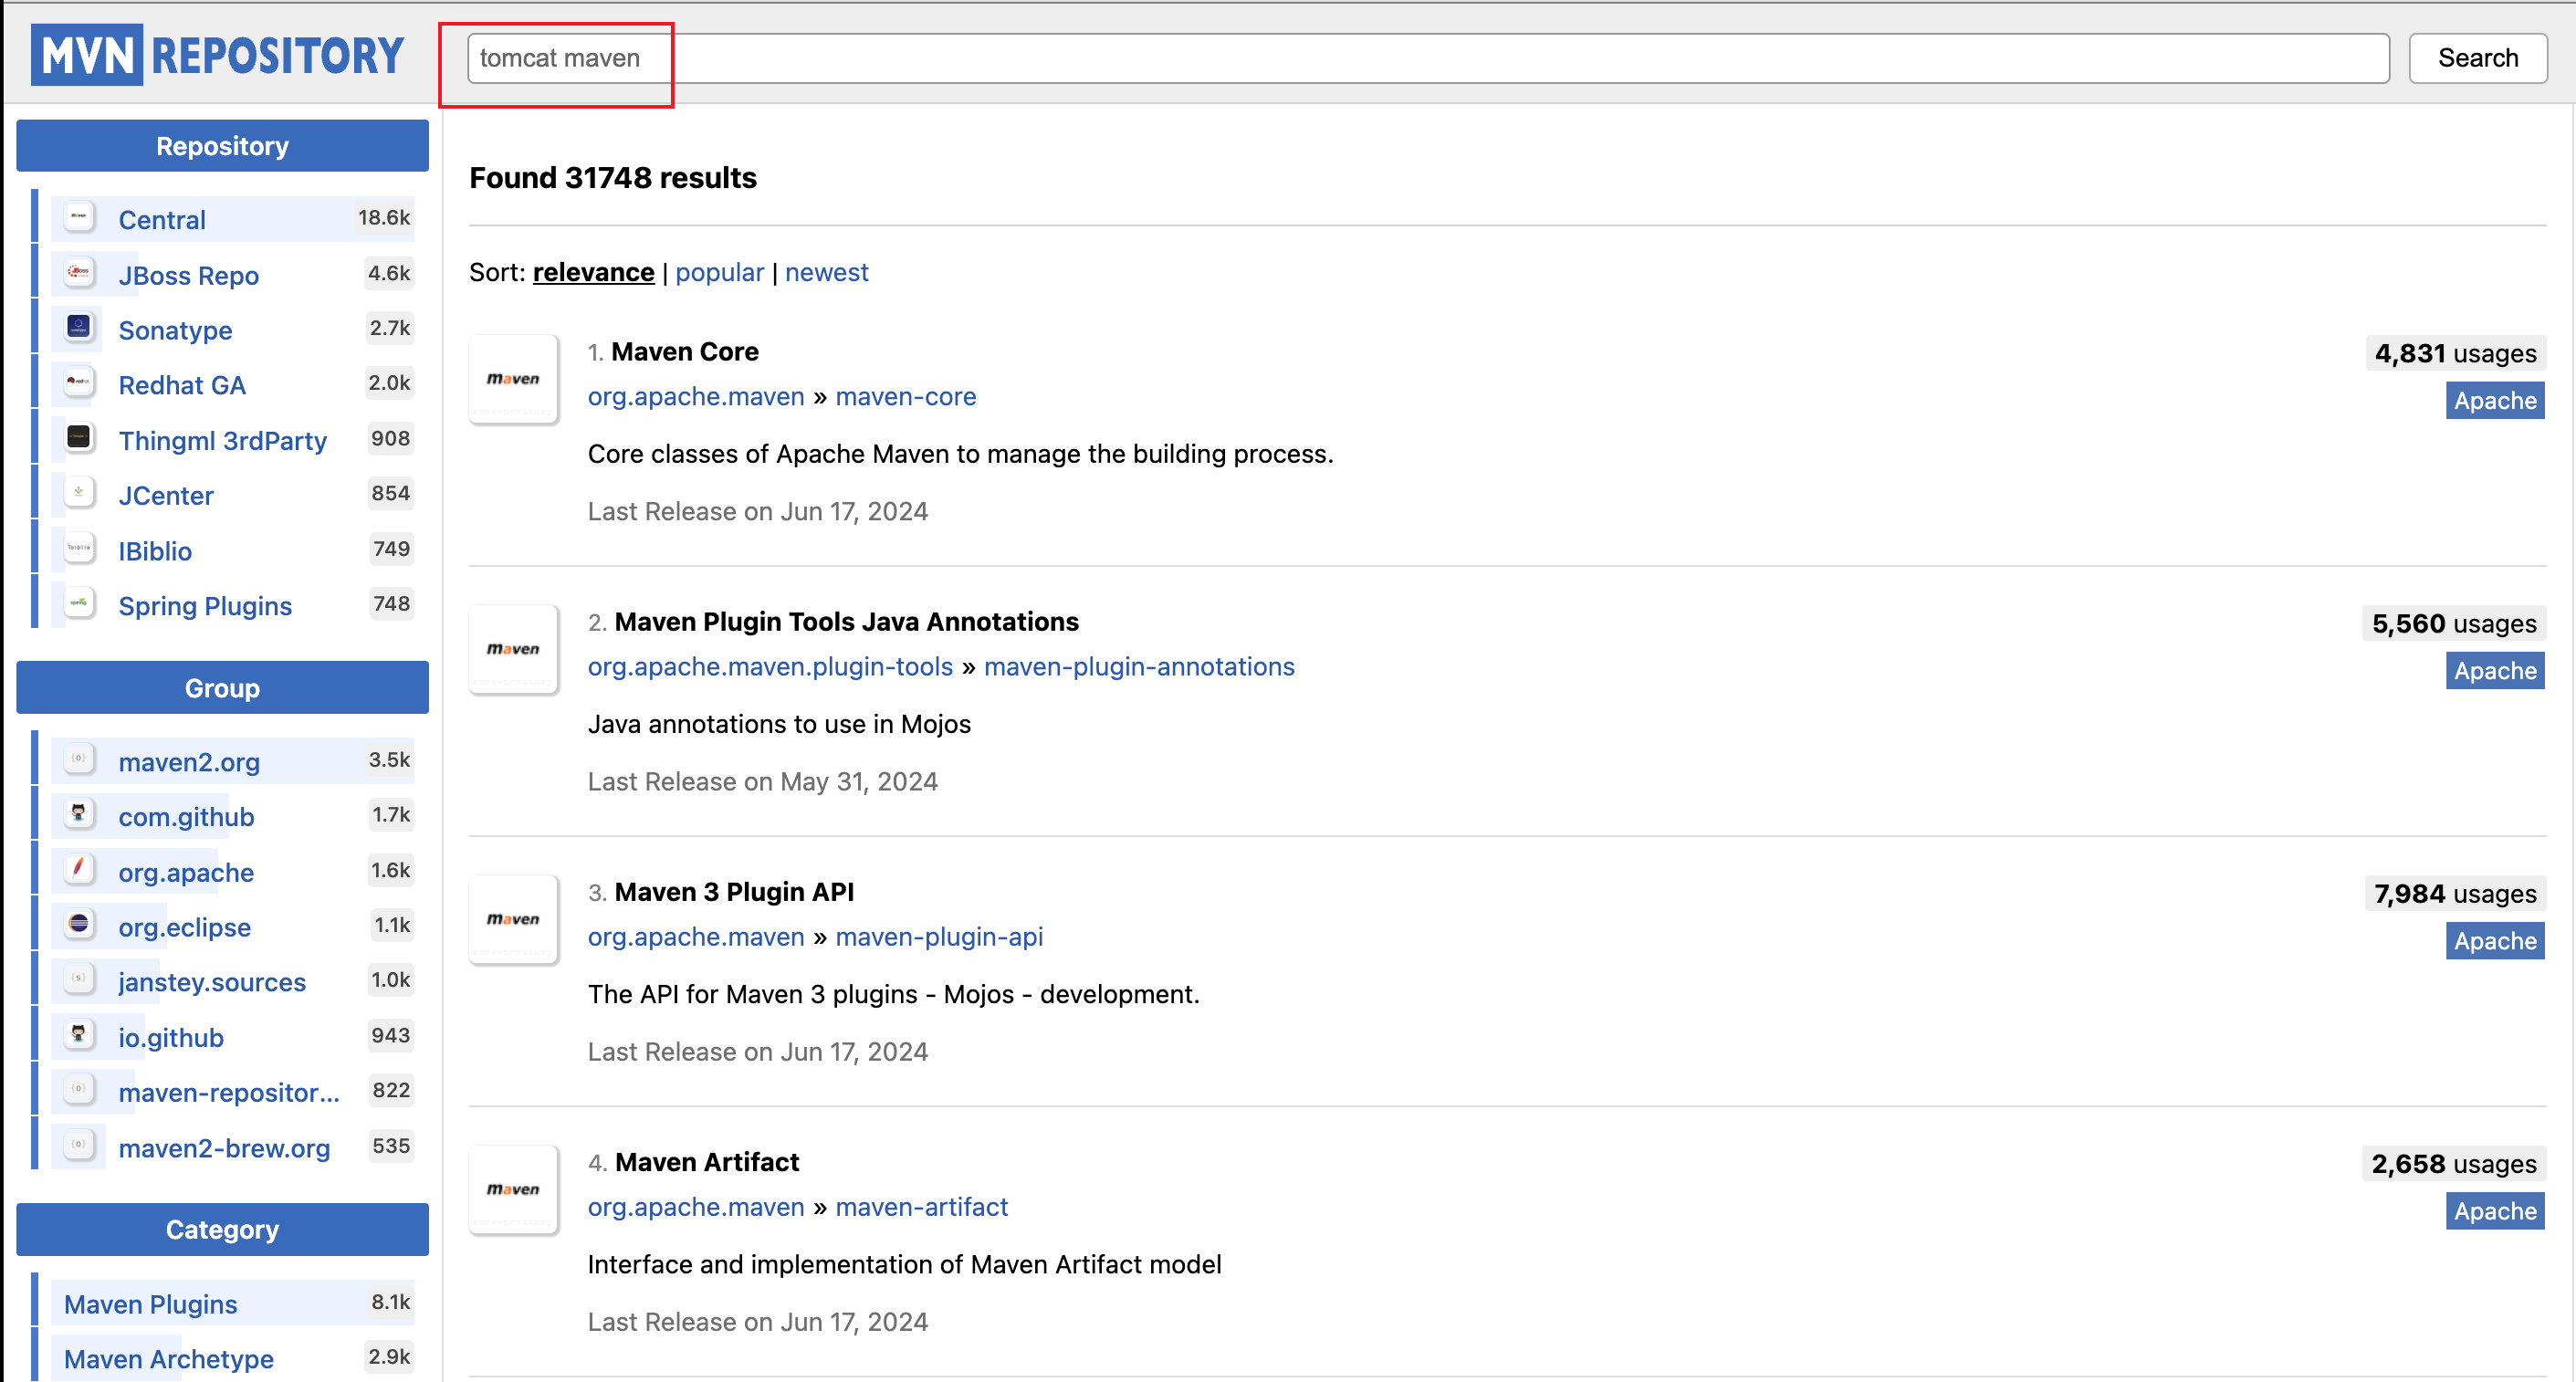 MVN REPOSITORY
tomcat maven
Search
Repository
Central 18.6k
JBoss Repo 4.6k
Sonatype 2.7k
Redhat GA 2.0k
Thingml 3rdParty 908
JCenter 854
IBiblio 749
Spring Plugins 748
Group
maven2.org 3.5k
com.github 1.7k
org.apache 1.6k
org.eclipse 1.1k
janstey.sources 1.0k
io.github 943
maven-repositor... 822
maven2-brew.org 535
Category
Maven Plugins 8.1k
Maven Archetype 2.9k
Found 31748 results
Sort: relevance | popular | newest
maven
1. Maven Core
4,831 usages
org.apache.maven » maven-core
Apache
Core classes of Apache Maven to manage the building process.
Last Release on Jun 17, 2024
maven
2. Maven Plugin Tools Java Annotations
5,560 usages
org.apache.maven.plugin-tools » maven-plugin-annotations
Apache
Java annotations to use in Mojos
Last Release on May 31, 2024
maven
3. Maven 3 Plugin API
7,984 usages
org.apache.maven » maven-plugin-api
Apache
The API for Maven 3 plugins - Mojos - development.
Last Release on Jun 17, 2024
maven
4. Maven Artifact
2,658 usages
org.apache.maven » maven-artifact
Apache
Interface and implementation of Maven Artifact model
Last Release on Jun 17, 2024